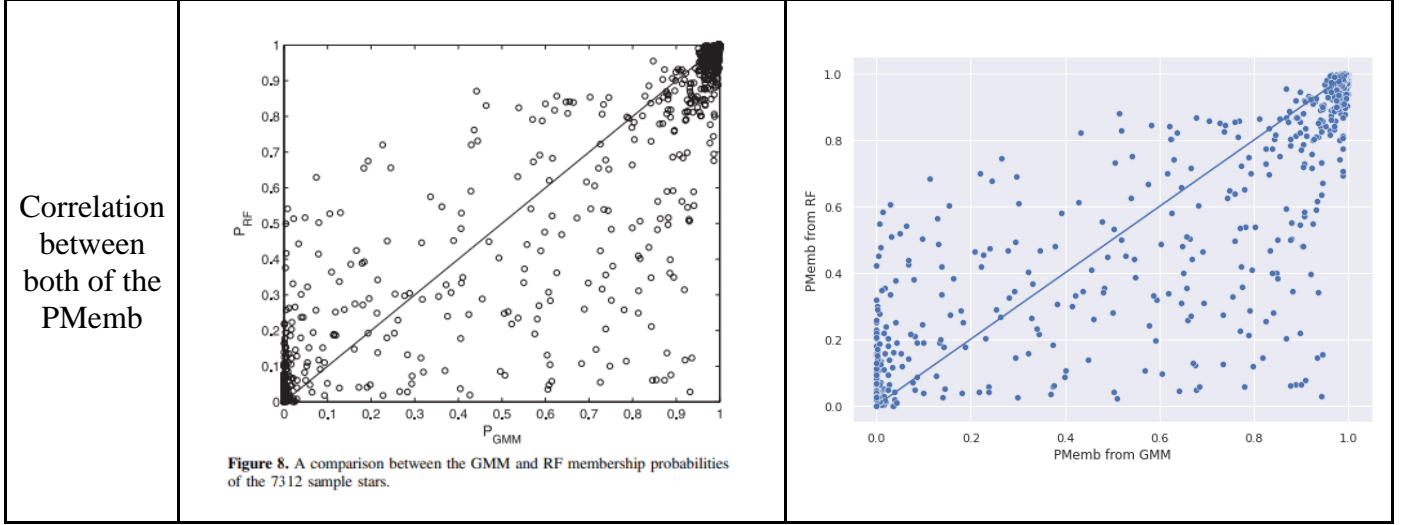 Correlation
between
both of the
PMemb
1
0.9
0.8
0.7
0.6
0.5
0.4
0.3
0.2
0.1
0
P_RF
0 0.1 0.2 0.3 0.4 0.5 0.6 0.7 0.8 0.9 1
P_GMM
Figure 8. A comparison between the GMM and RF membership probabilities
of the 7312 sample stars.
1.0
0.8
0.6
0.4
0.2
0.0
PMemb from RF
0.0 0.2 0.4 0.6 0.8 1.0
PMemb from GMM